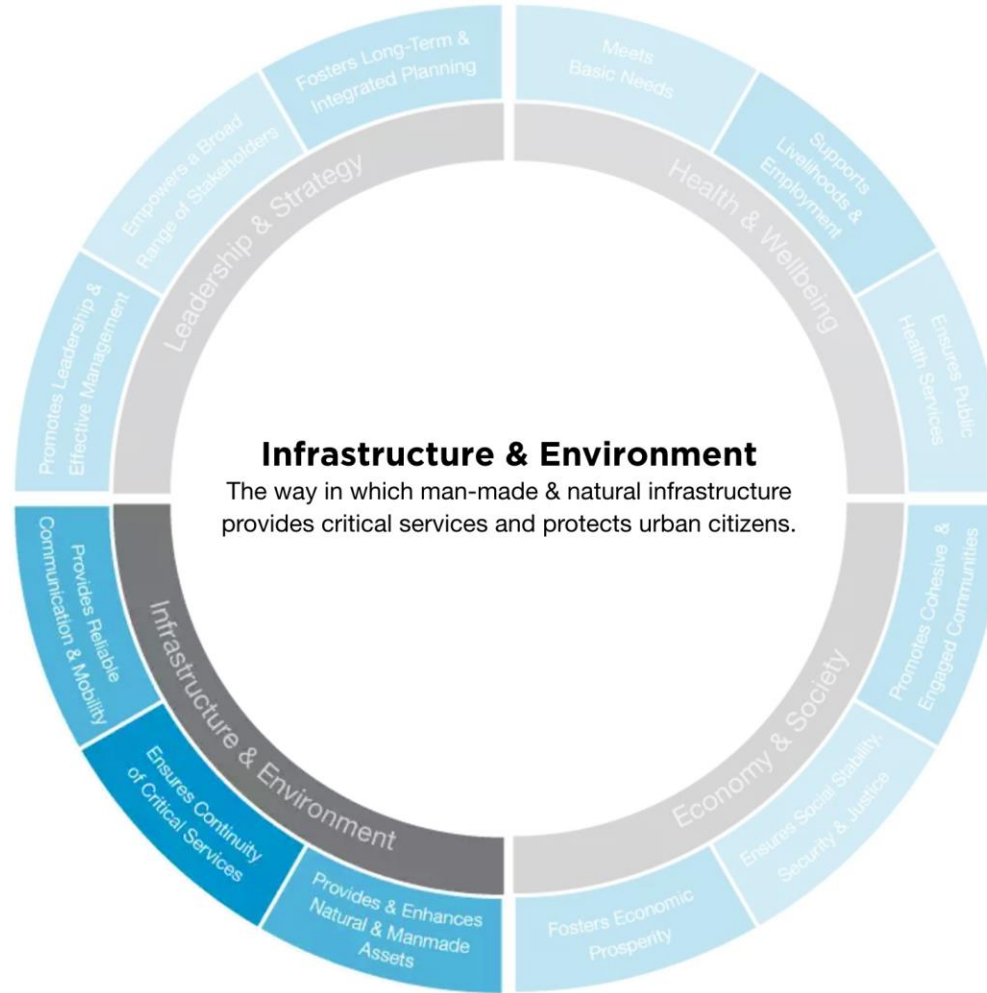 Fosters Long-Term &
Integrated Planning
Meets
Basic Needs
Supports
Livelihoods &
Employment
Ensures Public
Health Services
Empowers a Broad
Range of Stakeholders
Promotes Leadership &
Effective Management
Leadership & Strategy
Health & Wellbeing
Infrastructure & Environment
The way in which man-made & natural infrastructure
provides critical services and protects urban citizens.
Provides Reliable
Communication & Mobility
Ensures Continuity
of Critical Services
Provides & Enhances
Natural & Manmade
Assets
Infrastructure & Environment
Economy & Society
Promotes Cohesive &
Engaged Communities
Ensures Social Stability,
Security & Justice
Fosters Economic
Prosperity